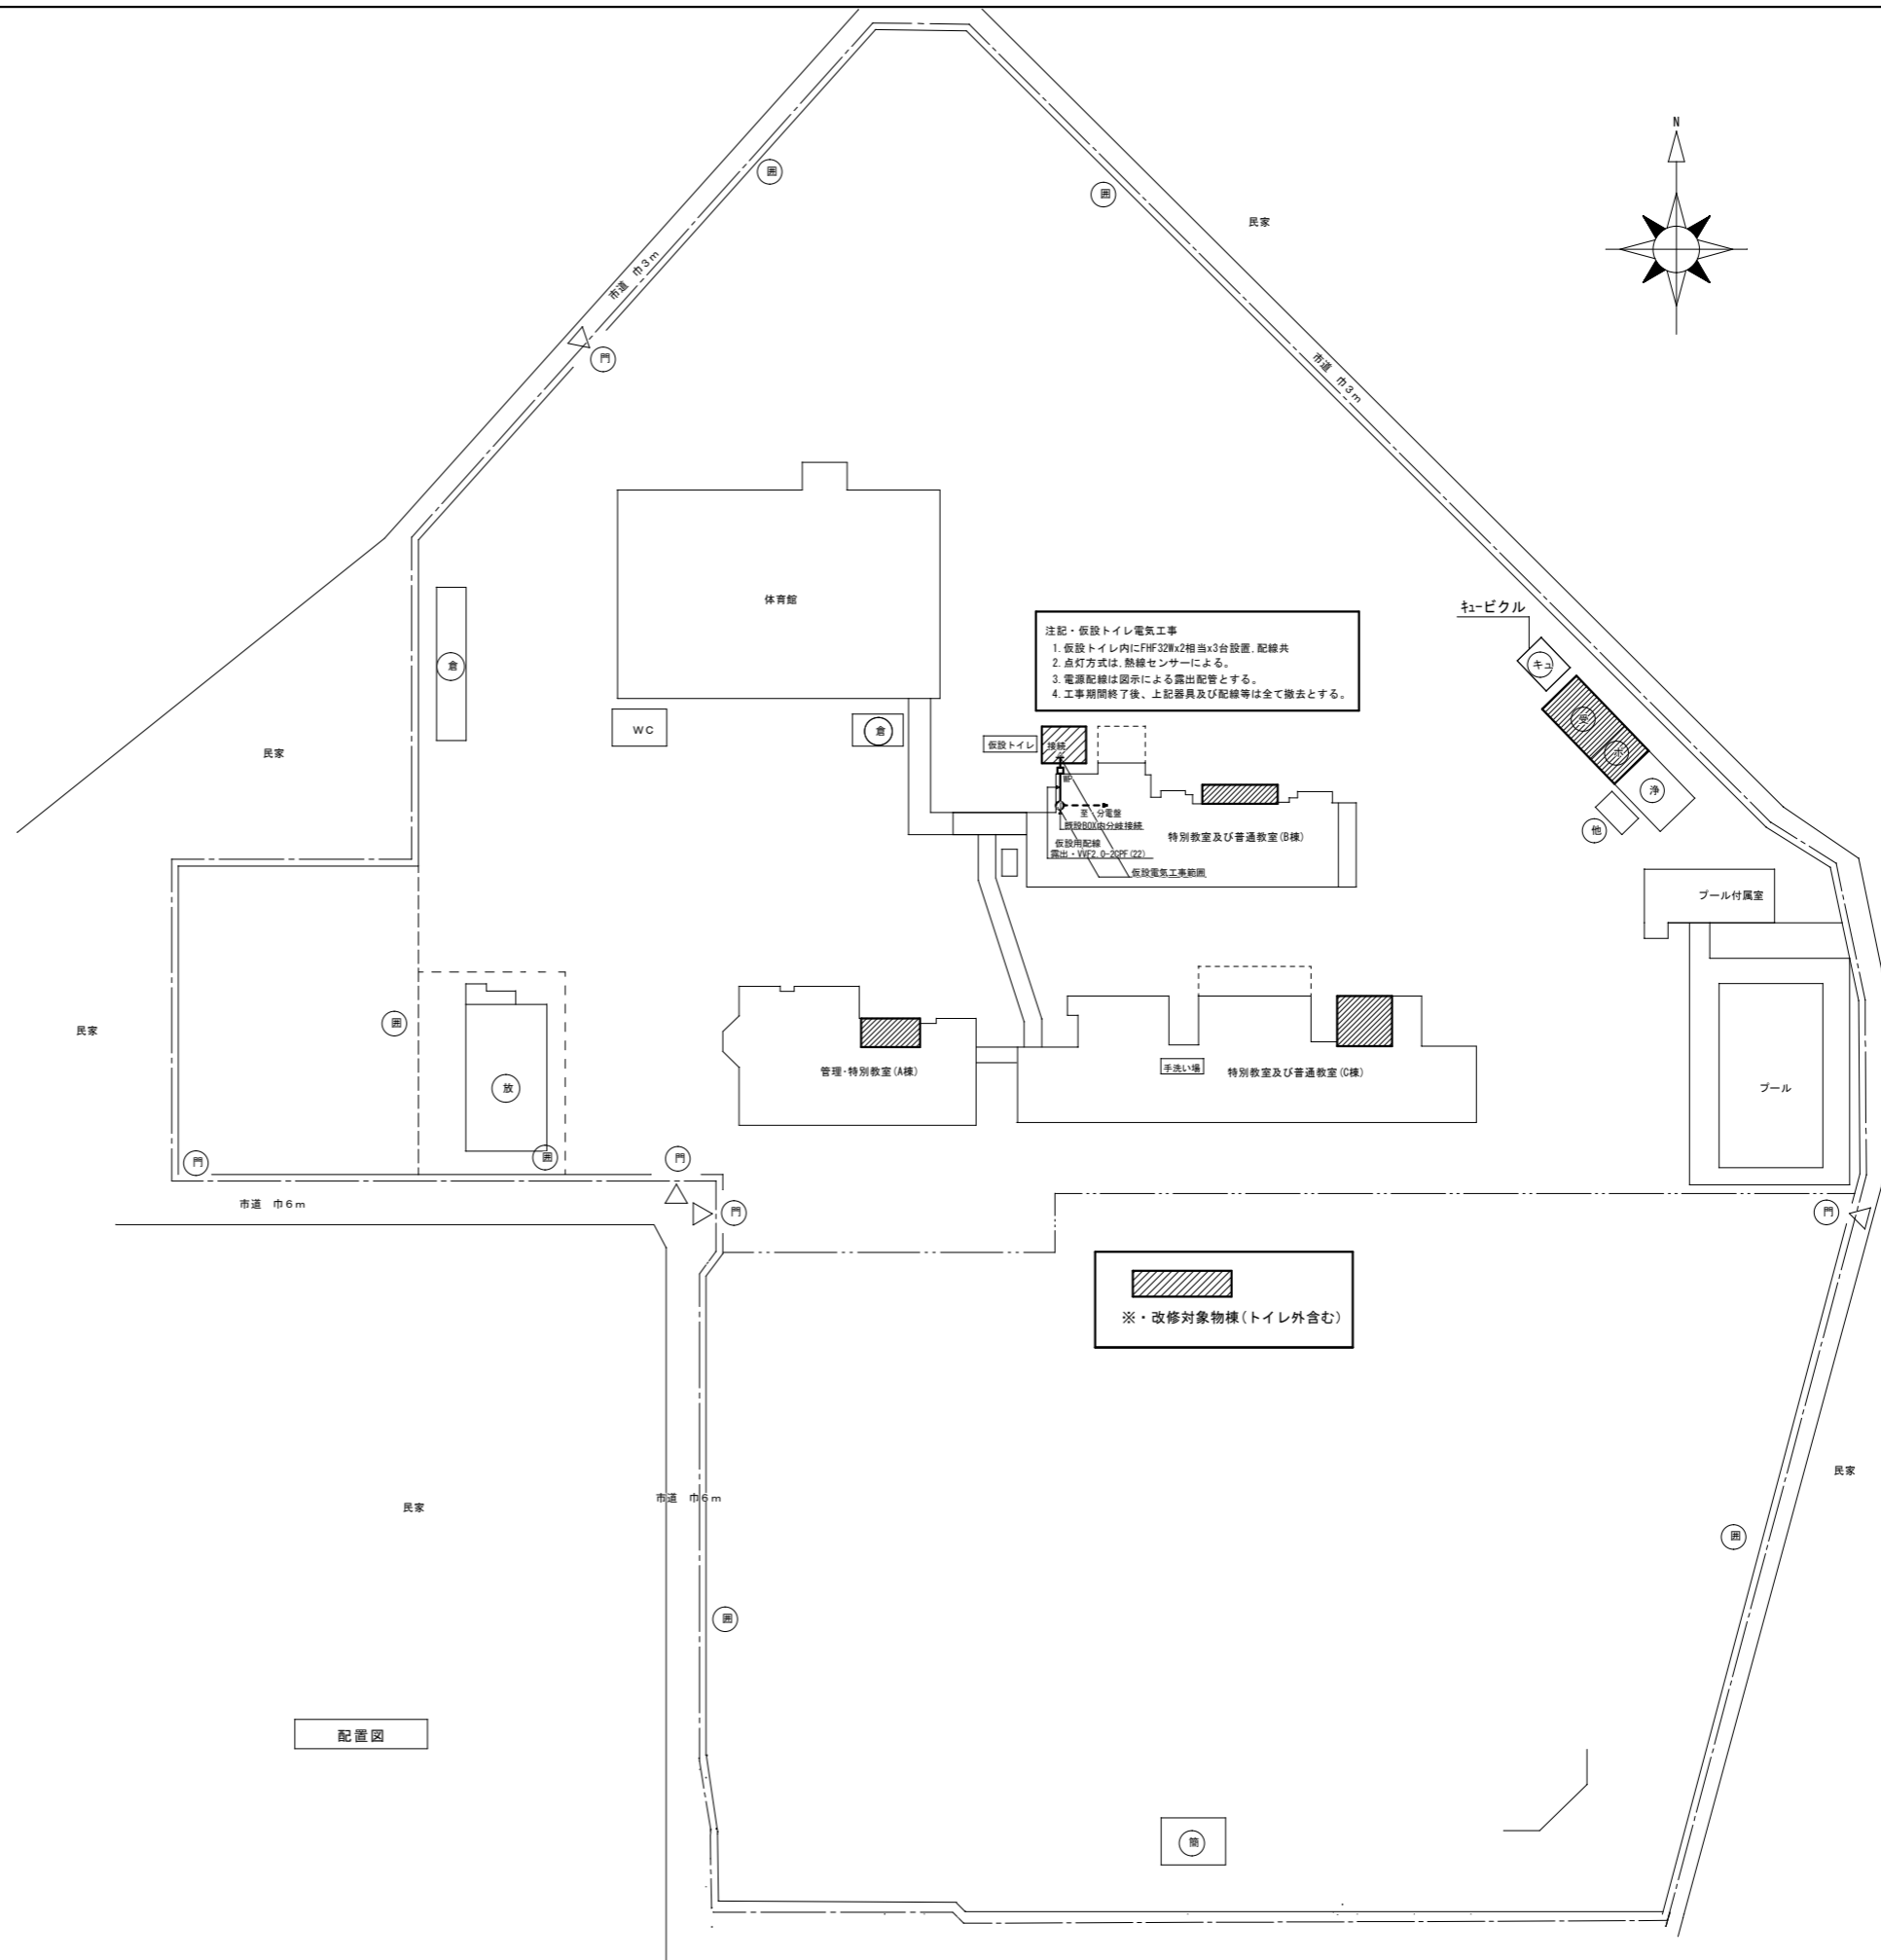 N
囲
囲
民家
市道 巾3m
門
市道 巾3m
体育館
キュービクル
注記・仮設トイレ電気工事
1. 仮設トイレ内にFHF32Wx2相当x3台設置.配線共
2. 点灯方式は.熱線センサーによる。
3. 電源配線は図示による露出配管とする。
4. 工事期間終了後、上記器具及び配線等は全て撤去とする。
キュ
倉
受
WC
倉
仮設トイレ
接続
民家
ポ
WP
浄
至 分電盤
既設BOX内分岐接続
特別教室及び普通教室(B棟)
他
仮設用配線
露出・VVF2.0-2CPF(22)
仮設電気工事範囲
プール付属室
囲
民家
管理・特別教室(A棟)
手洗い場
特別教室及び普通教室(C棟)
放
プール
門
囲
門
市道 巾6m
門
門
※・改修対象物棟(トイレ外含む)
民家
市道 巾6m
民家
囲
囲
配置図
簡